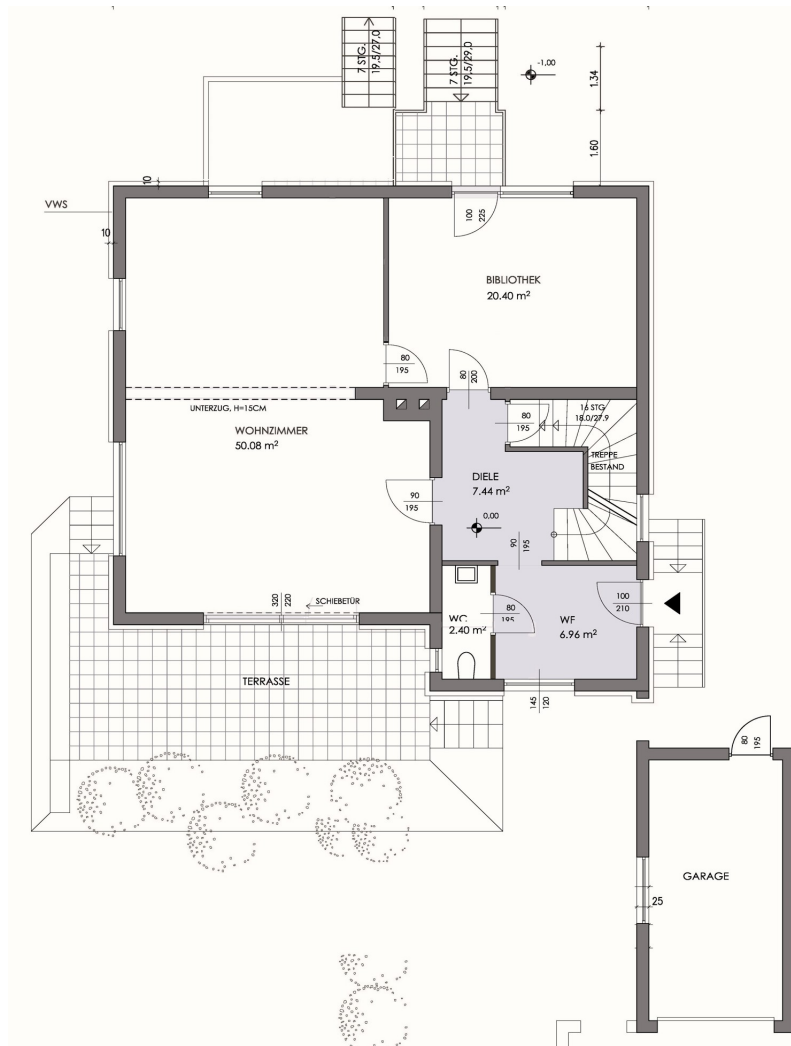 7 STG.
19,5/27,0
7 STG.
19,5/29,0
-1,00
1.34
1.60
10
VWS
10
100
225
BIBLIOTHEK
20.40 m²
80
195
80
200
UNTERZUG, H=15CM
WOHNZIMMER
50.08 m²
80
195
16 STG
18.0/27.9
TREPPE
BESTAND
DIELE
7.44 m²
90
195
0,00
90
195
320
220
SCHIEBETÜR
WC
2.40 m²
80
195
WF
6.96 m²
100
210
TERRASSE
145
120
80
195
GARAGE
25